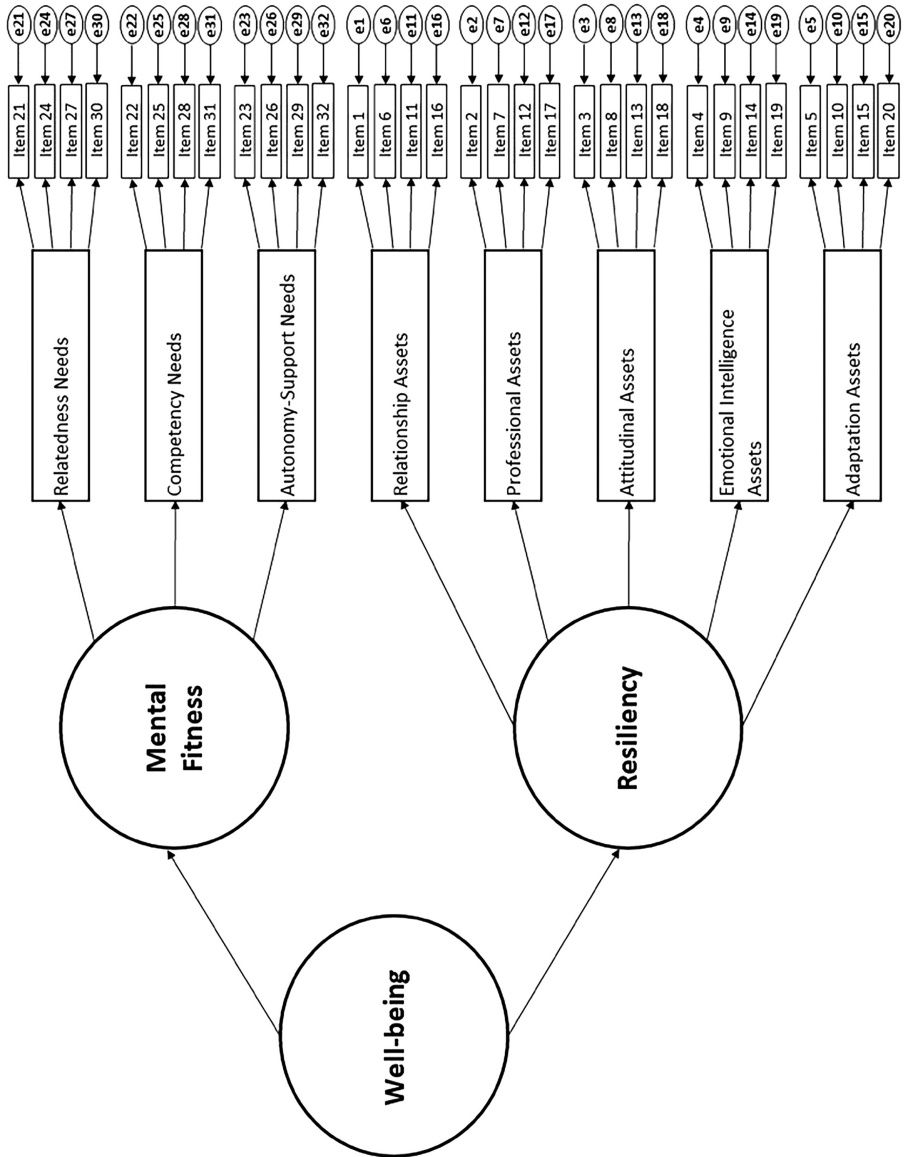 e21
e24
e27
e30
e22
e25
e28
e31
e23
e26
e29
e32
e1
e6
e11
e16
e2
e7
e12
e17
e3
e8
e13
e18
e4
e9
e14
e19
e5
e10
e15
e20
Item 21
Item 24
Item 27
Item 30
Item 22
Item 25
Item 28
Item 31
Item 23
Item 26
Item 29
Item 32
Item 1
Item 6
Item 11
Item 16
Item 2
Item 7
Item 12
Item 17
Item 3
Item 8
Item 13
Item 18
Item 4
Item 9
Item 14
Item 19
Item 5
Item 10
Item 15
Item 20
Relatedness Needs
Competency Needs
Autonomy-Support Needs
Relationship Assets
Professional Assets
Attitudinal Assets
Emotional Intelligence
Assets
Adaptation Assets
Mental
Fitness
Resiliency
Well-being